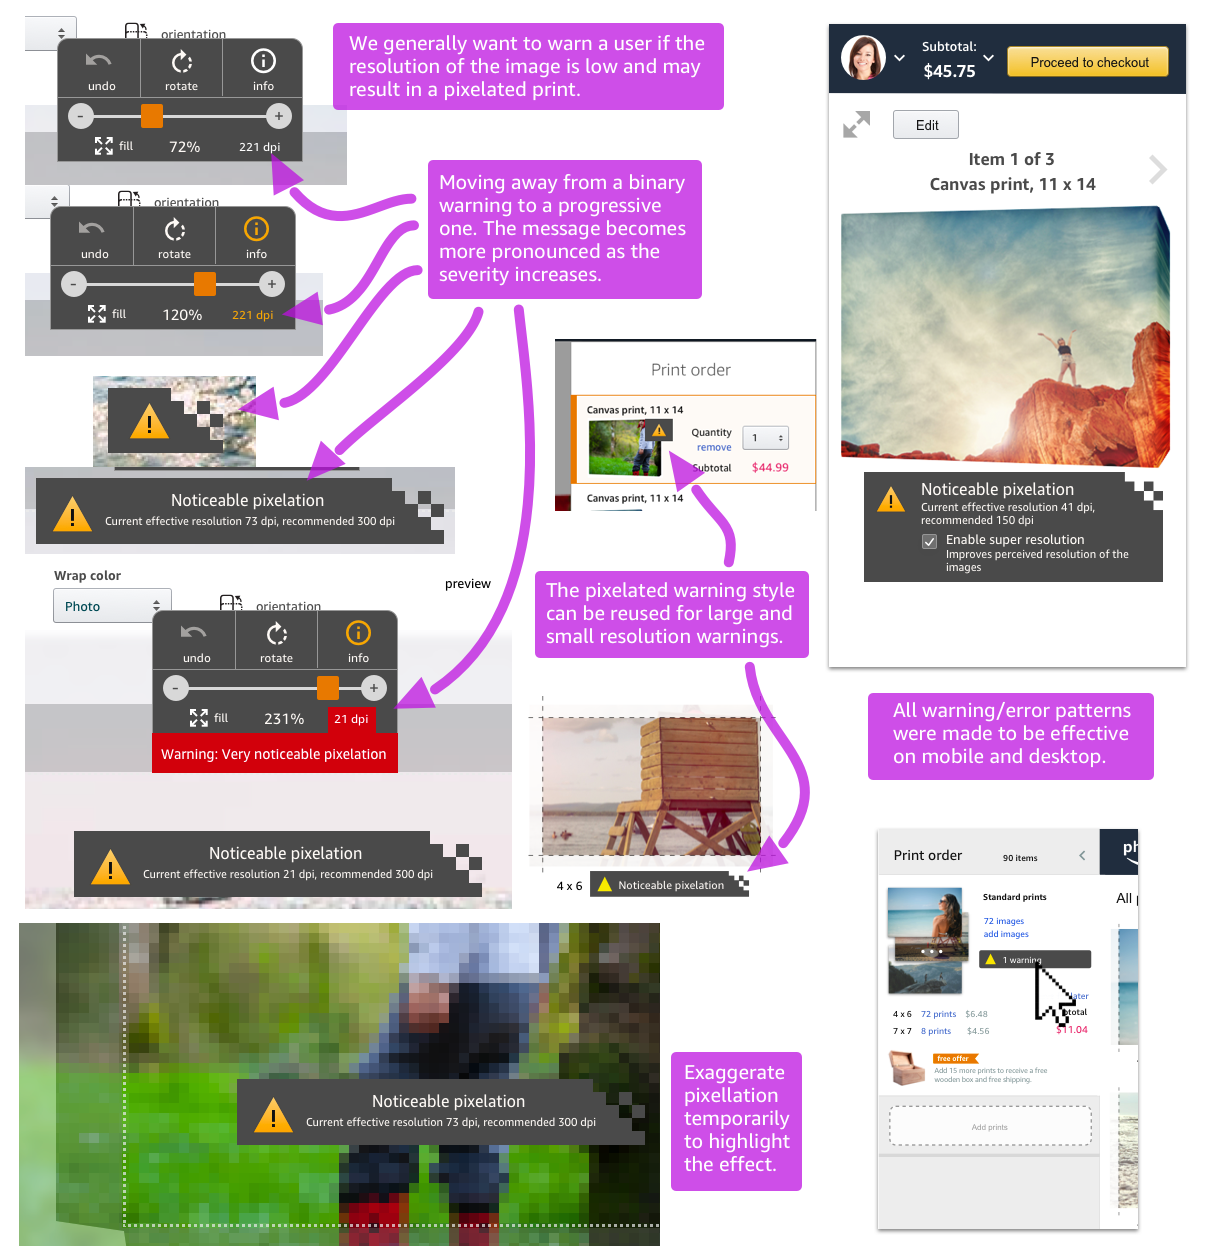 orientation
undo
rotate
info
-
+
fill
72%
221 dpi
We generally want to warn a user if the
resolution of the image is low and may
result in a pixelated print.
orientation
undo
rotate
info
-
+
fill
120%
221 dpi
Moving away from a binary
warning to a progressive
one. The message becomes
more pronounced as the
severity increases.
Noticeable pixelation
Current effective resolution 73 dpi, recommended 300 dpi
Wrap color
Photo
orientation
preview
undo
rotate
info
-
+
fill
231%
21 dpi
Warning: Very noticeable pixelation
Noticeable pixelation
Current effective resolution 21 dpi, recommended 300 dpi
Print order
Canvas print, 11 x 14
Quantity
1
remove
Subtotal
$44.99
Canvas print, 11 x 14
The pixelated warning style
can be reused for large and
small resolution warnings.
4 x 6
Noticeable pixelation
Noticeable pixelation
Current effective resolution 73 dpi, recommended 300 dpi
Exaggerate
pixellation
temporarily
to highlight
the effect.
Subtotal:
$45.75
Proceed to checkout
Edit
Item 1 of 3
Canvas print, 11 x 14
Noticeable pixelation
Current effective resolution 41 dpi,
recommended 150 dpi
Enable super resolution
Improves perceived resolution of the
images
All warning/error patterns
were made to be effective
on mobile and desktop.
Print order
90 items
ph
All p
Standard prints
72 images
add images
1 warning
later
total
$11.04
4 x 6
72 prints
$6.48
7 x 7
8 prints
$4.56
free offer
Add 15 more prints to receive a free
wooden box and free shipping.
Add prints